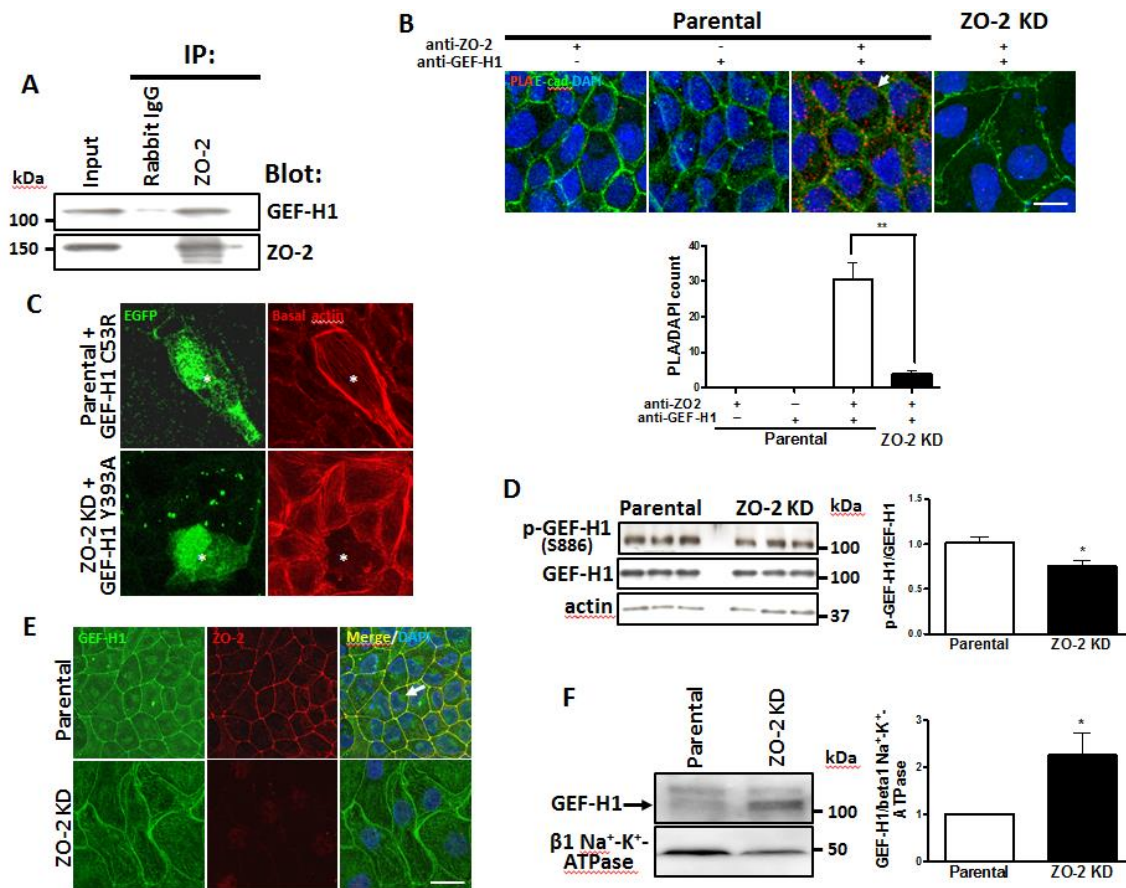 A
IP:
Input
Rabbit IgG
ZO-2
kDa
Blot:
100
GEF-H1
150
ZO-2
B
Parental
ZO-2 KD
anti-ZO-2 + - + +
anti-GEF-H1 - + + +
PLA E-cad DAPI
**
PLA/DAPI count
40
30
20
10
0
anti-ZO2 + – + +
anti-GEF-H1 – + + +
Parental
ZO-2 KD
C
Parental +
GEF-H1 C53R
EGFP
Basal actin
*
*
ZO-2 KD +
GEF-H1 Y393A
*
*
D
Parental
ZO-2 KD
kDa
p-GEF-H1
(S886)
100
GEF-H1
100
actin
37
p-GEF-H1/GEF-H1
1.5
1.0
0.5
0.0
*
Parental
ZO-2 KD
E
GEF-H1
ZO-2
Merge/DAPI
Parental
ZO-2 KD
F
Parental
ZO-2 KD
kDa
GEF-H1
100
β1 Na⁺-K⁺-
ATPase
50
GEF-H1/beta1 Na⁺-K⁺-
ATPase
3
2
1
0
*
Parental
ZO-2 KD